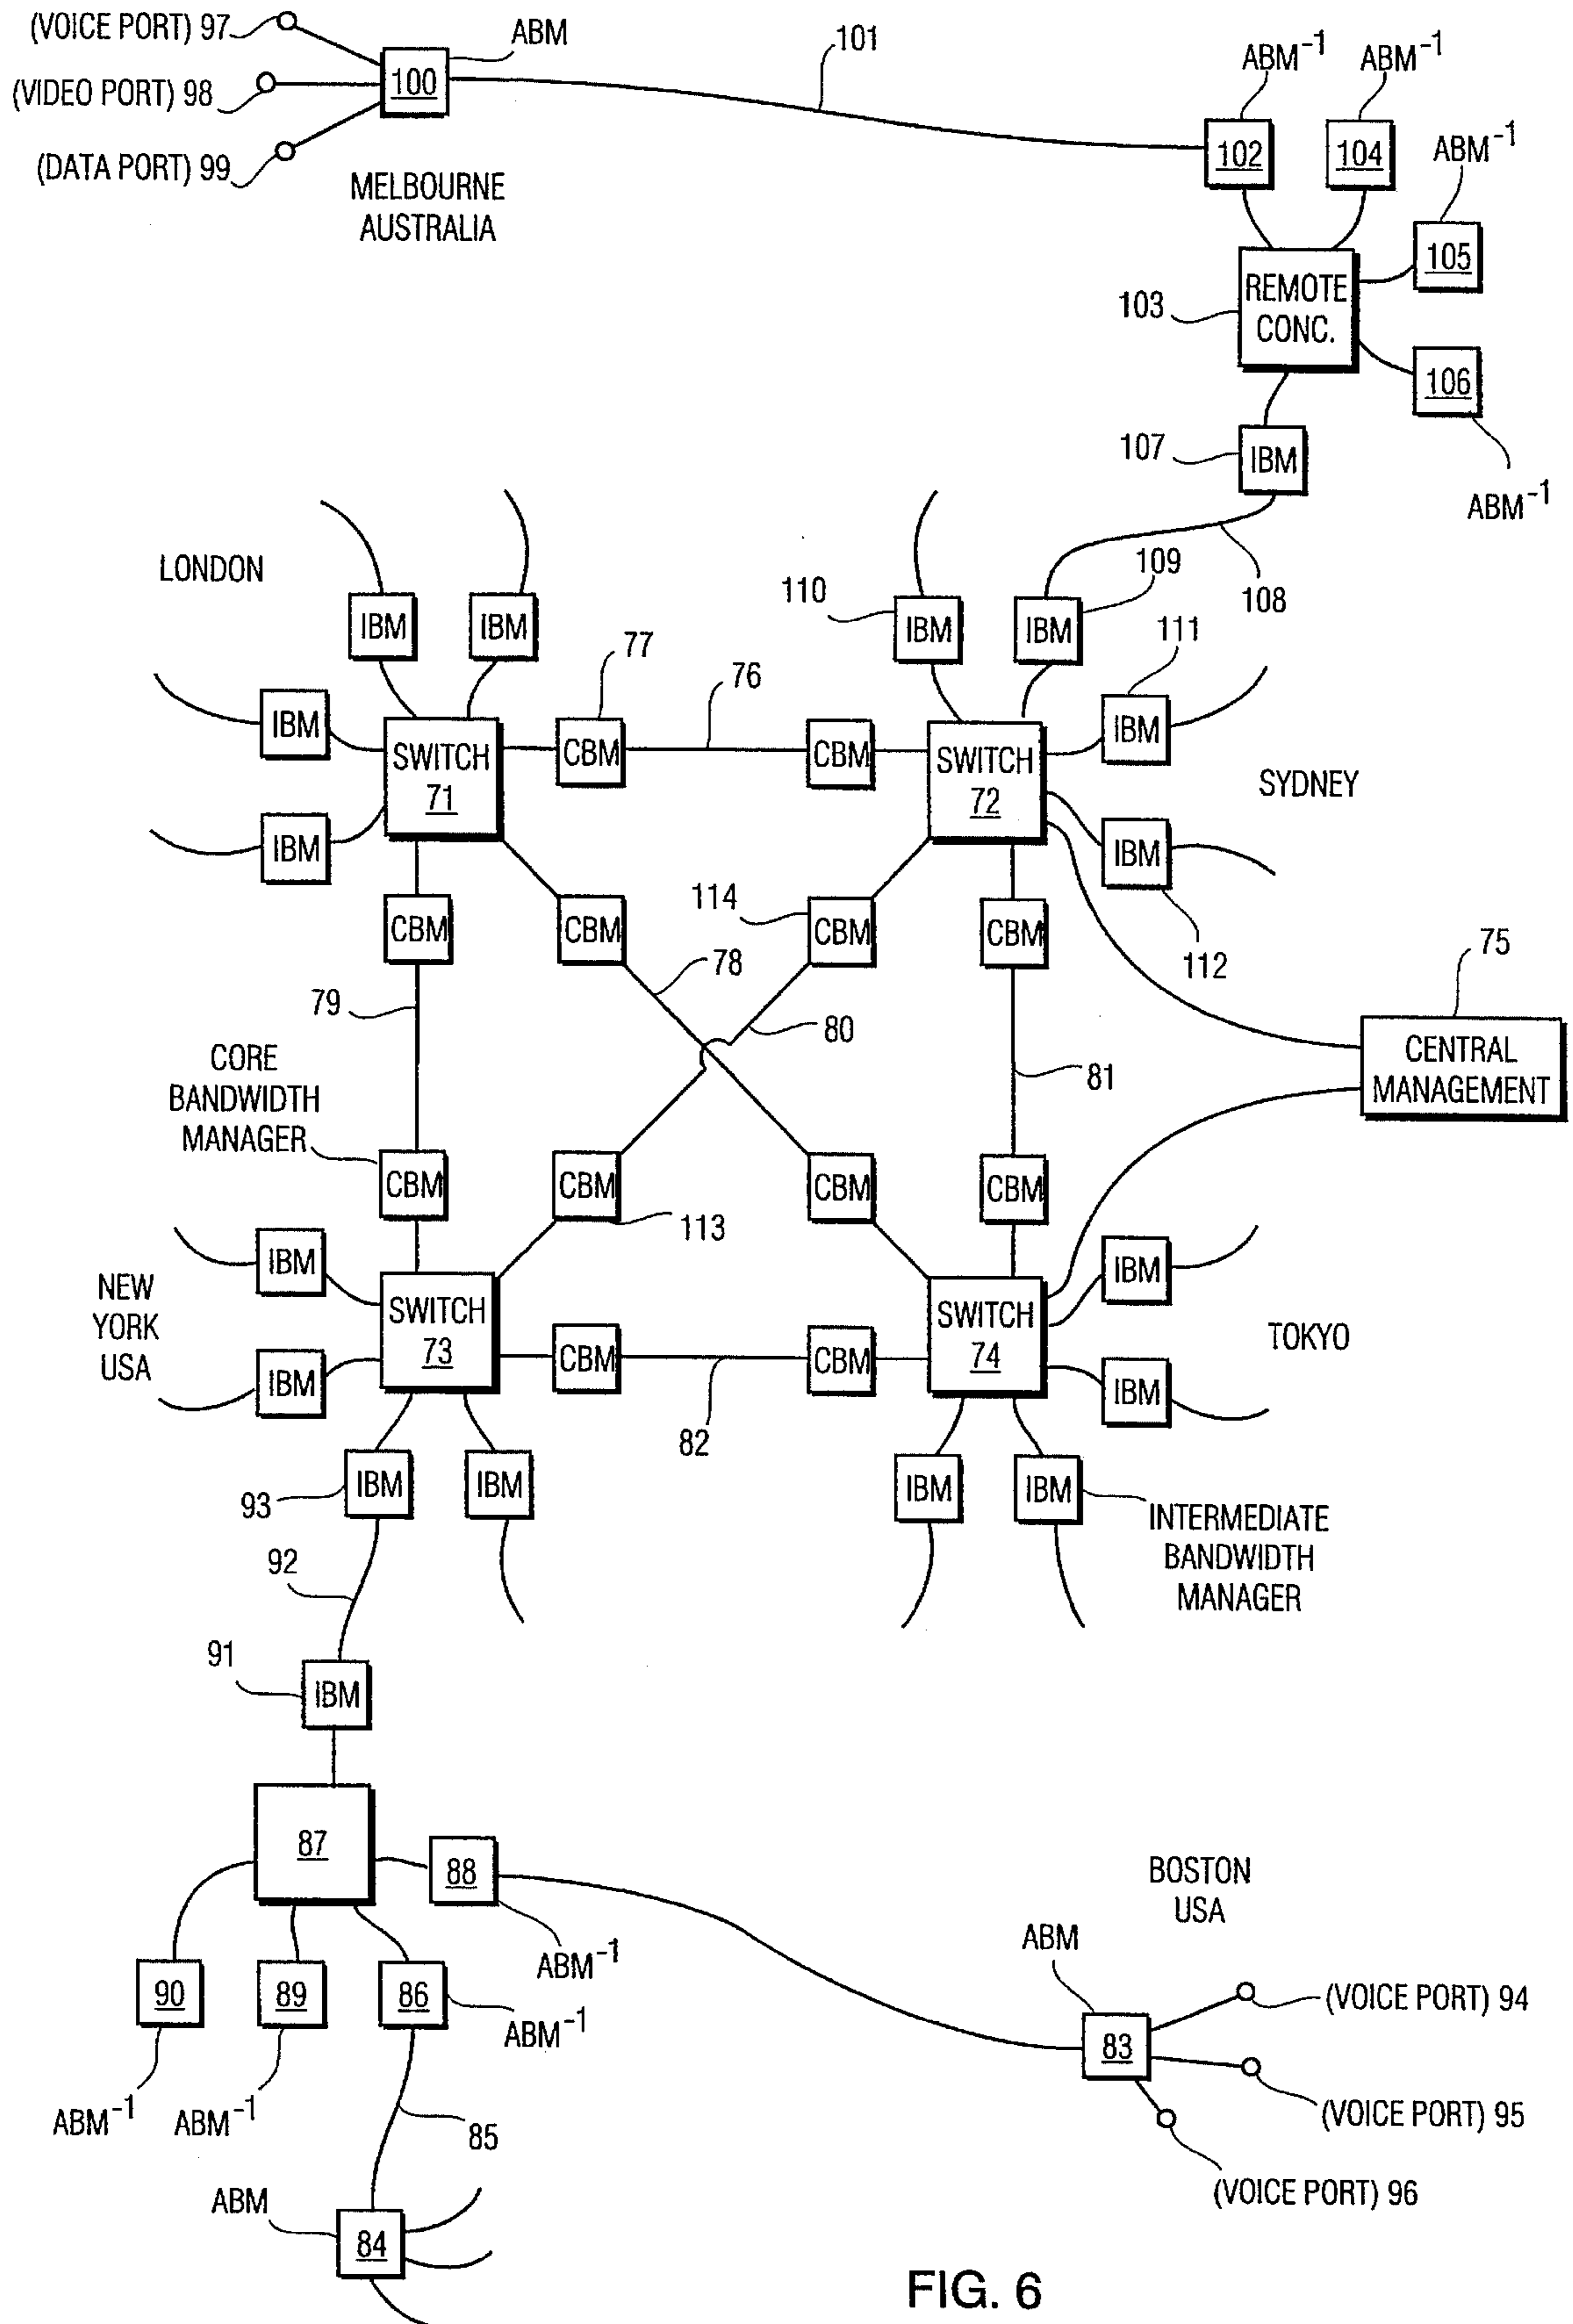 (VOICE PORT) 97
ABM
101
ABM-1
ABM-1
(VIDEO PORT) 98
100
(DATA PORT) 99
102
104
ABM-1
MELBOURNE
AUSTRALIA
105
103
REMOTE
CONC.
106
107
IBM
ABM-1
LONDON
110
109
108
IBM
IBM
IBM
IBM
111
77
76
IBM
IBM
SWITCH
71
CBM
CBM
SWITCH
72
SYDNEY
IBM
IBM
112
CBM
CBM
114
CBM
CBM
75
78
79
80
81
CENTRAL
MANAGEMENT
CORE
BANDWIDTH
MANAGER
CBM
CBM
CBM
CBM
113
IBM
IBM
NEW
YORK
USA
SWITCH
73
SWITCH
74
TOKYO
IBM
CBM
CBM
IBM
82
93
IBM
IBM
IBM
IBM
INTERMEDIATE
BANDWIDTH
MANAGER
92
91
IBM
87
88
BOSTON
USA
ABM-1
ABM
90
89
86
ABM-1
83
(VOICE PORT) 94
ABM-1
ABM-1
(VOICE PORT) 95
85
(VOICE PORT) 96
ABM
84
FIG. 6